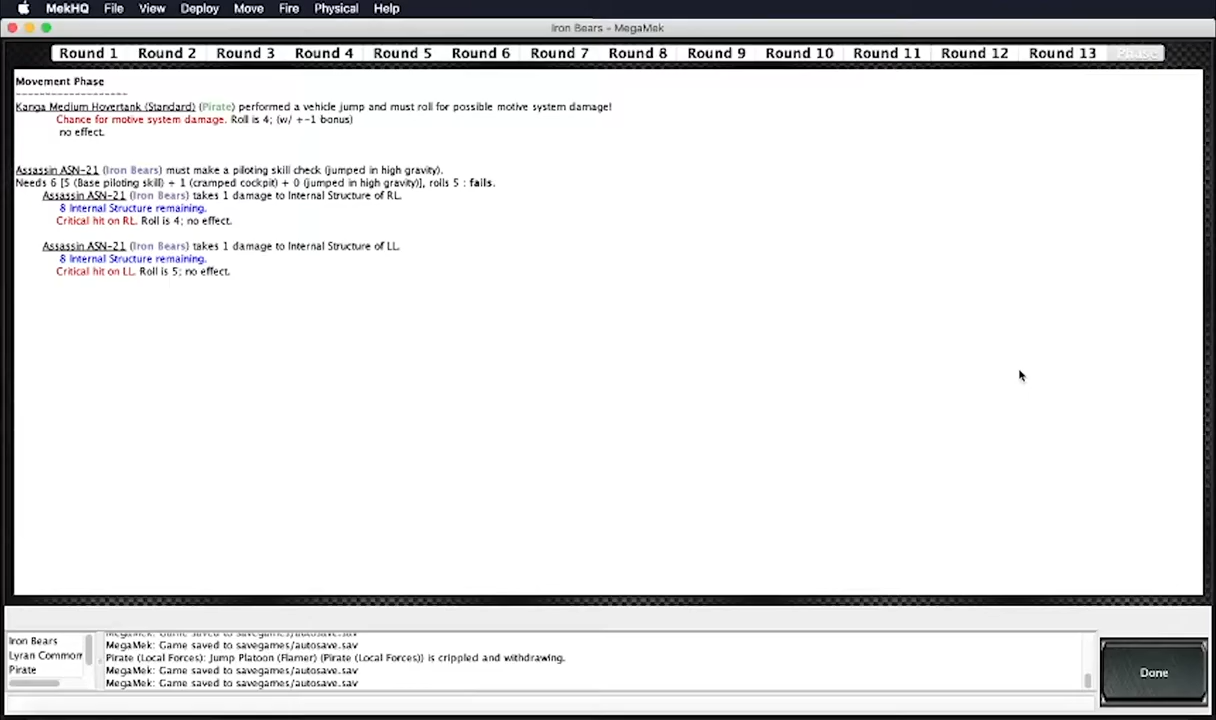 MekHQ File View Deploy Move Fire Physical Help
Iron Bears - MegaMek
Round 1 Round 2 Round 3 Round 4 Round 5 Round 6 Round 7 Round 8 Round 9 Round 10 Round 11 Round 12 Round 13 Phase
Movement Phase
--------------------
Kanga Medium Hovertank (Standard) (Pirate) performed a vehicle jump and must roll for possible motive system damage!
Chance for motive system damage. Roll is 4; (w/ +-1 bonus)
no effect.
Assassin ASN-21 (Iron Bears) must make a piloting skill check (jumped in high gravity).
Needs 6 [5 (Base piloting skill) + 1 (cramped cockpit) + 0 (jumped in high gravity)], rolls 5 : fails.
Assassin ASN-21 (Iron Bears) takes 1 damage to Internal Structure of RL.
8 Internal Structure remaining.
Critical hit on RL. Roll is 4; no effect.
Assassin ASN-21 (Iron Bears) takes 1 damage to Internal Structure of LL.
8 Internal Structure remaining.
Critical hit on LL. Roll is 5; no effect.
Iron Bears
Lyran Common
Pirate
MegaMek: Game saved to savegames/autosave.sav
MegaMek: Game saved to savegames/autosave.sav
Pirate (Local Forces): Jump Platoon (Flamer) (Pirate (Local Forces)) is crippled and withdrawing.
MegaMek: Game saved to savegames/autosave.sav
MegaMek: Game saved to savegames/autosave.sav
Done